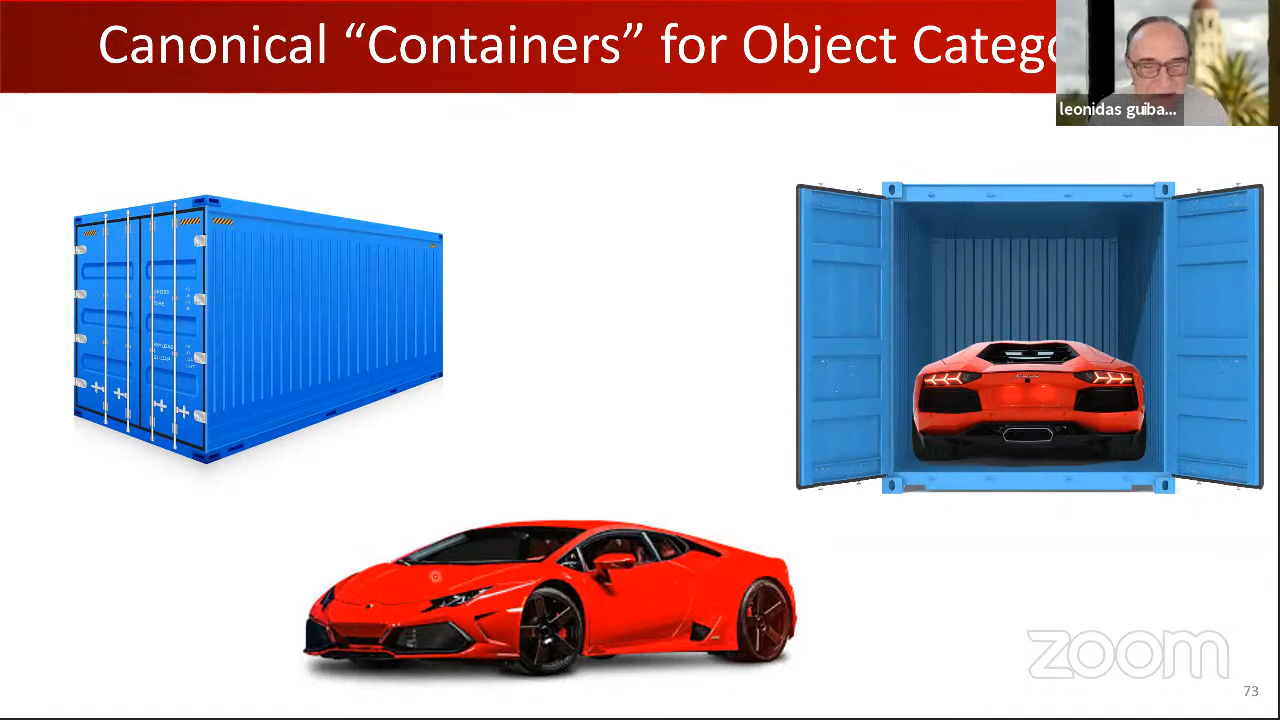 Canonical “Containers” for Object Catego
leonidas guiba...
zoom
73